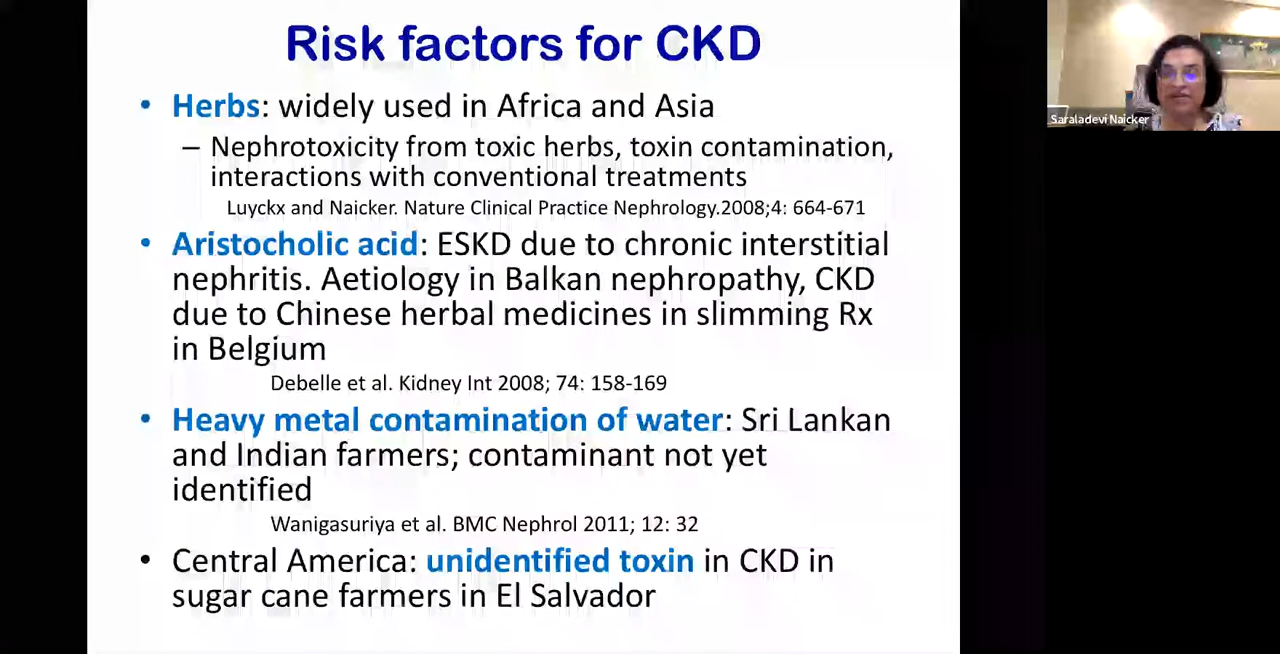 Risk factors for CKD
• Herbs: widely used in Africa and Asia
– Nephrotoxicity from toxic herbs, toxin contamination,
interactions with conventional treatments
Luyckx and Naicker. Nature Clinical Practice Nephrology.2008;4: 664-671
• Aristocholic acid: ESKD due to chronic interstitial
nephritis. Aetiology in Balkan nephropathy, CKD
due to Chinese herbal medicines in slimming Rx
in Belgium
Debelle et al. Kidney Int 2008; 74: 158-169
• Heavy metal contamination of water: Sri Lankan
and Indian farmers; contaminant not yet
identified
Wanigasuriya et al. BMC Nephrol 2011; 12: 32
• Central America: unidentified toxin in CKD in
sugar cane farmers in El Salvador
Saraladevi Naicker